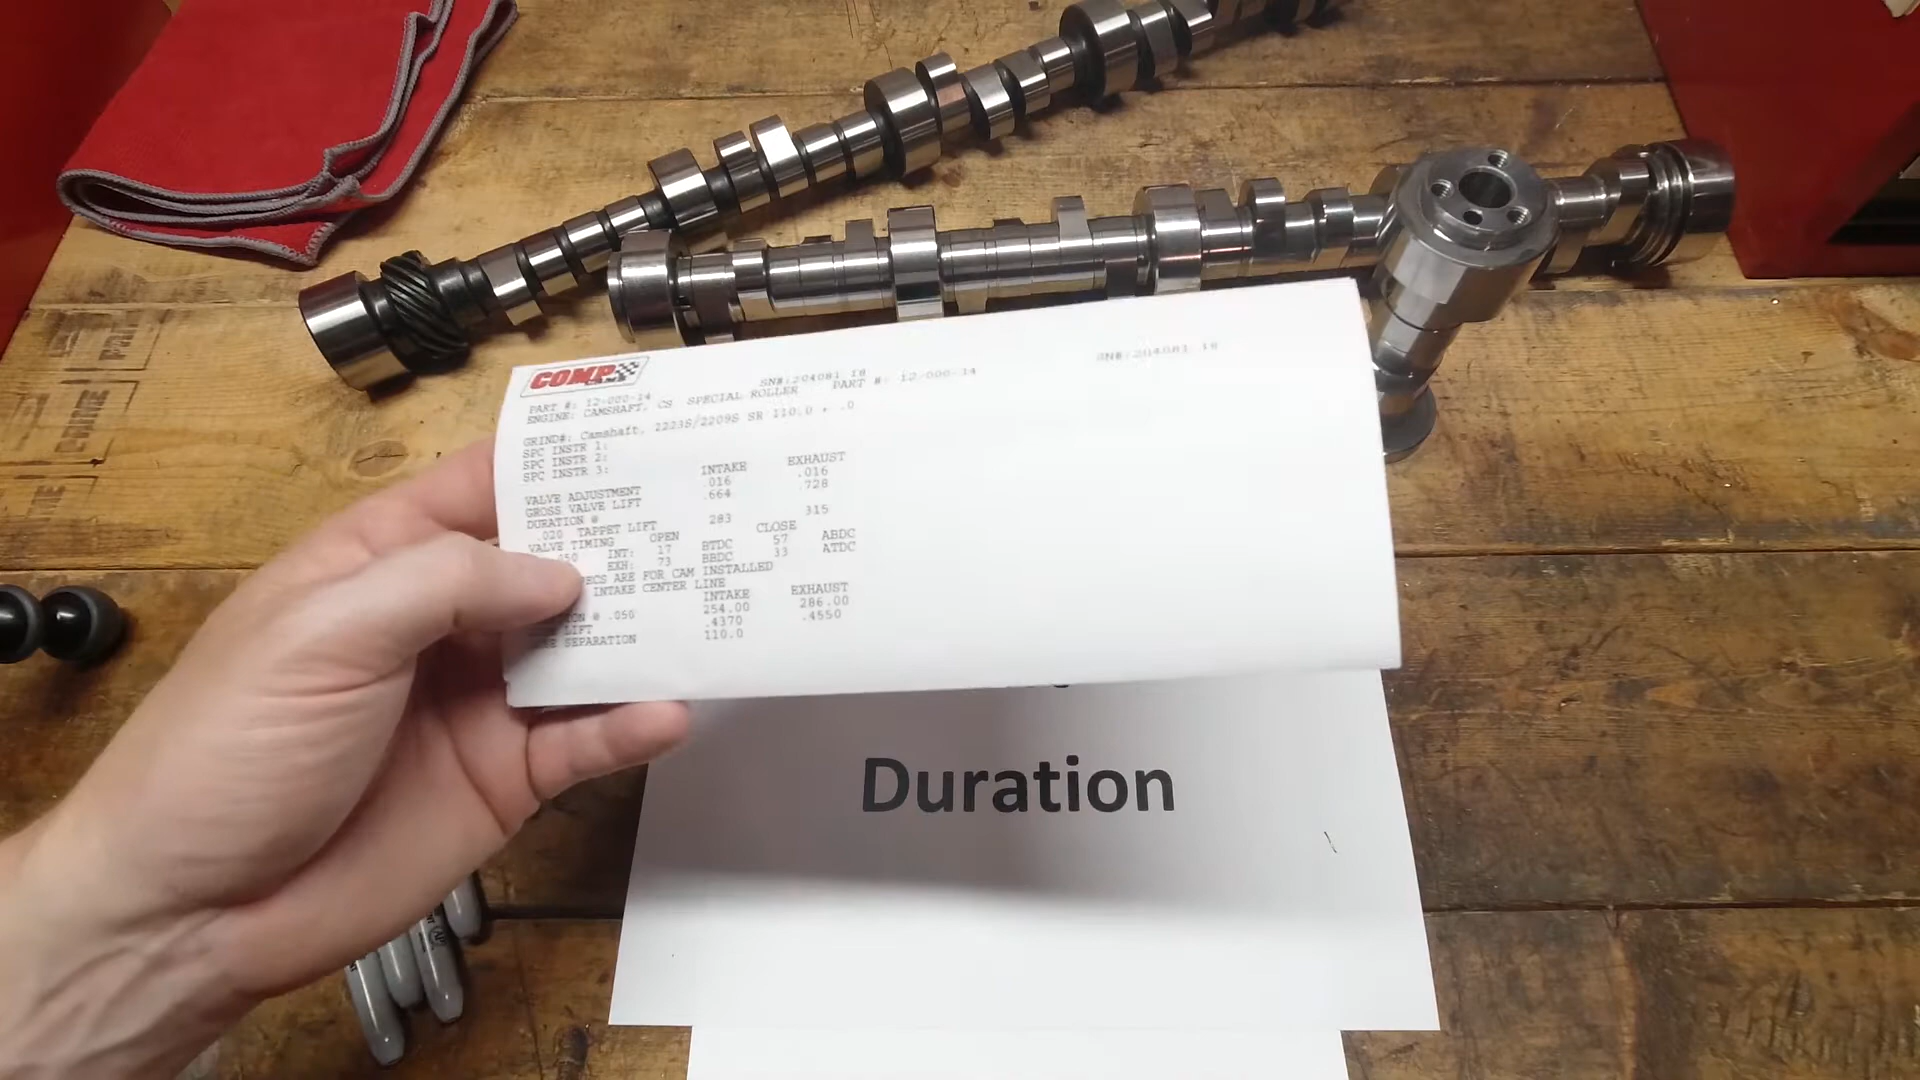 COMP
CAMS
SN#:204081 18
SN#:204081 18
PART #: 12-000-14
PART #: 12-000-14
ENGINE: CAMSHAFT, CS SPECIAL ROLLER
GRIND#: Camshaft, 2223S/2209S SR 110.0 + .0
SPC INSTR 1:
SPC INSTR 2:
SPC INSTR 3:
INTAKE EXHAUST
VALVE ADJUSTMENT .016 .016
GROSS VALVE LIFT .664 .728
DURATION @
.020 TAPPET LIFT 283 315
VALVE TIMING OPEN CLOSE
050 INT: 17 BTDC 57 ABDC
EXH: 73 BBDC 33 ATDC
ARE FOR CAM INSTALLED
INTAKE CENTER LINE
INTAKE EXHAUST
@ .050 254.00 286.00
LIFT .4370 .4550
SEPARATION 110.0
Duration